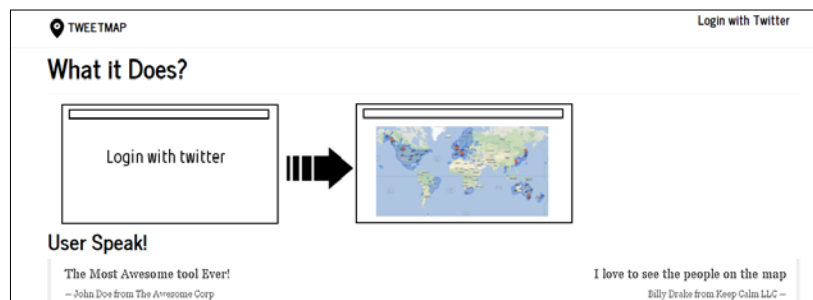 TWEETMAP
Login with Twitter
What it Does?
Login with twitter
User Speak!
The Most Awesome tool Ever!
– John Doe from The Awesome Corp
I love to see the people on the map
Billy Drake from Keep Calm LLC –